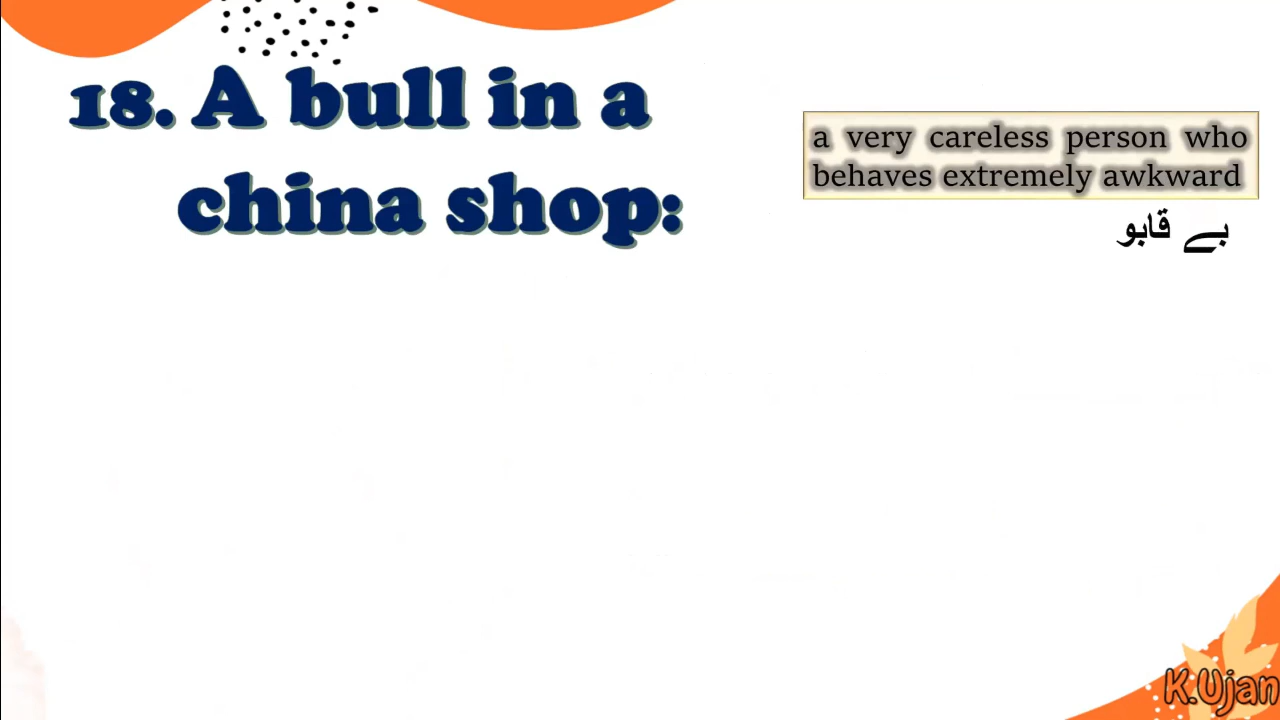 18. A bull in a
china shop:
a very careless person who
behaves extremely awkward
بے قابو
K.Ujan